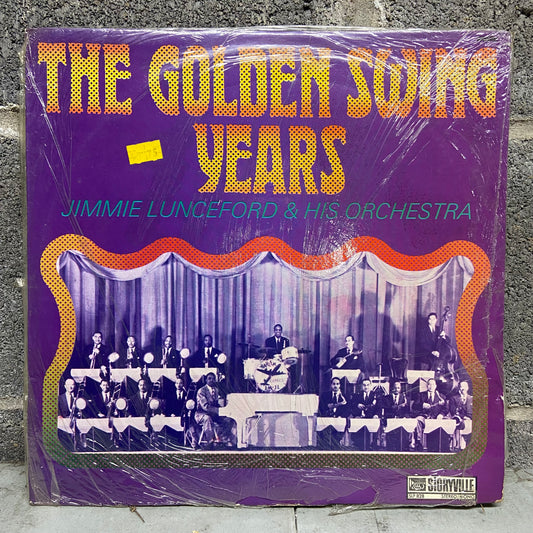 THE GOLDEN SWING
YEARS
JIMMIE LUNCEFORD & HIS ORCHESTRA
STORYVILLE